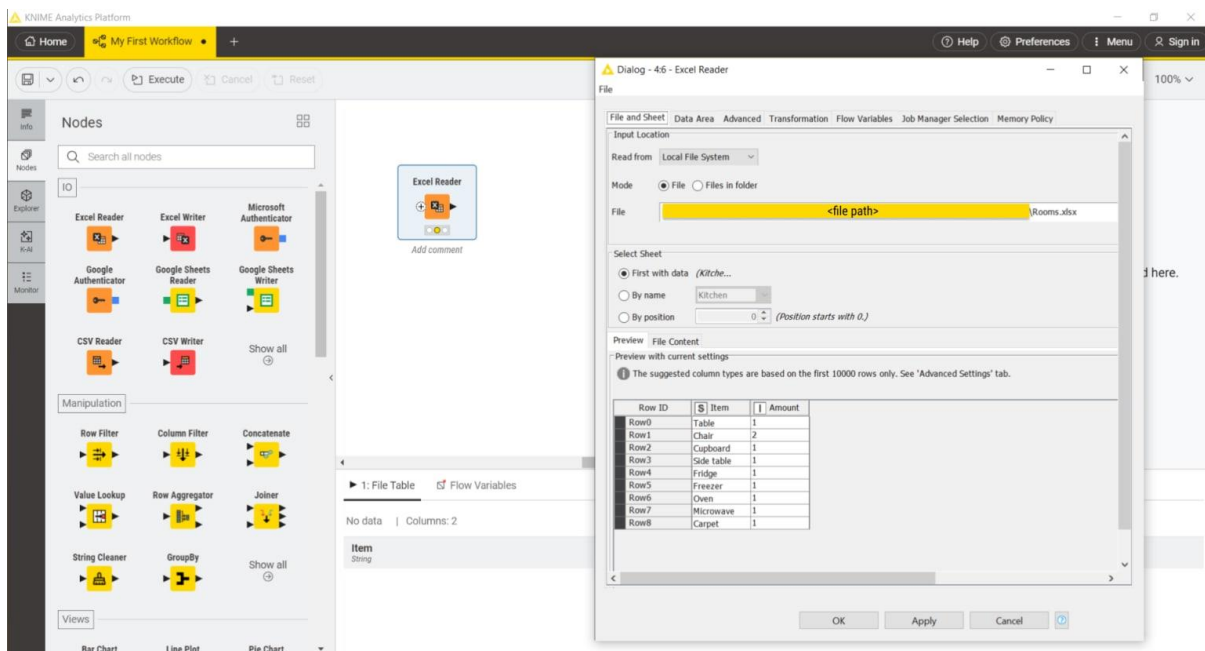 KNIME Analytics Platform
Home
My First Workflow
Help
Preferences
Menu
Sign in
Execute
Cancel
Reset
100%
Info
Nodes
Explorer
K-AI
Monitor
Nodes
Search all nodes
IO
Excel Reader
Excel Writer
Microsoft
Authenticator
Google
Authenticator
Google Sheets
Reader
Google Sheets
Writer
CSV Reader
CSV Writer
Show all
Manipulation
Row Filter
Column Filter
Concatenate
Value Lookup
Row Aggregator
Joiner
String Cleaner
GroupBy
Show all
Views
Bar Chart
Line Plot
Pie Chart
Excel Reader
Add comment
1: File Table
Flow Variables
No data | Columns: 2
Item
String
d here.
Dialog - 4:6 - Excel Reader
File
File and Sheet Data Area Advanced Transformation Flow Variables Job Manager Selection Memory Policy
Input Location
Read from Local File System
Mode File Files in folder
File <file path> \Rooms.xlsx
Select Sheet
First with data (Kitche...
By name Kitchen
By position 0 (Position starts with 0.)
Preview File Content
Preview with current settings
The suggested column types are based on the first 10000 rows only. See 'Advanced Settings' tab.
Row ID S Item I Amount
Row0 Table 1
Row1 Chair 2
Row2 Cupboard 1
Row3 Side table 1
Row4 Fridge 1
Row5 Freezer 1
Row6 Oven 1
Row7 Microwave 1
Row8 Carpet 1
OK
Apply
Cancel